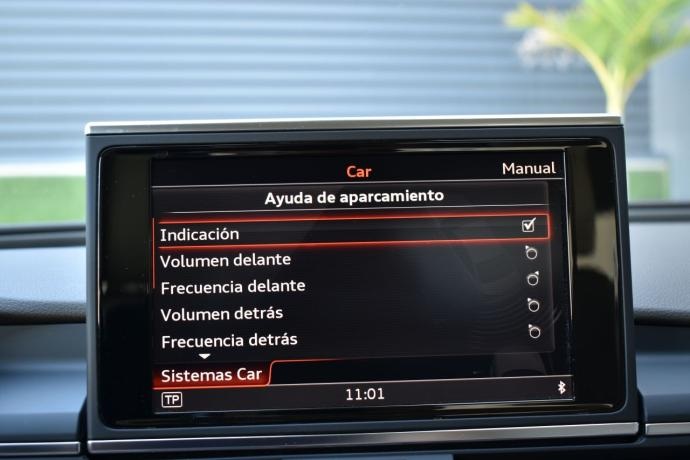 Car
Manual
Ayuda de aparcamiento
Indicación
Volumen delante
Frecuencia delante
Volumen detrás
Frecuencia detrás
Sistemas Car
TP
11:01